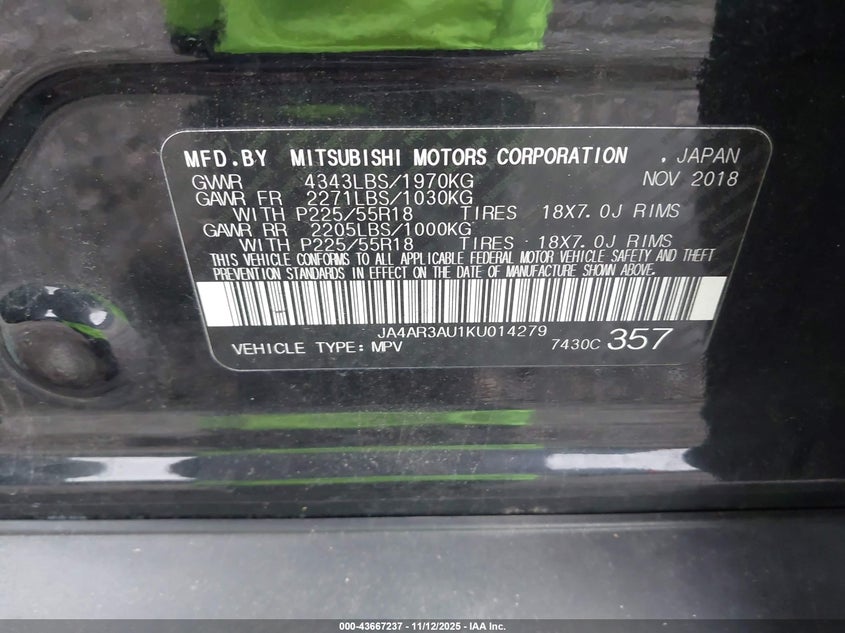 MFD.BY MITSUBISHI MOTORS CORPORATION , JAPAN
GVWR 4343LBS/1970KG NOV 2018
GAWR FR 2271LBS/1030KG
WITH P225/55R18 TIRES 18X7.0J RIMS
GAWR RR 2205LBS/1000KG
WITH P225/55R18 TIRES 18X7.0J RIMS
THIS VEHICLE CONFORMS TO ALL APPLICABLE FEDERAL MOTOR VEHICLE SAFETY AND THEFT
PREVENTION STANDARDS IN EFFECT ON THE DATE OF MANUFACTURE SHOWN ABOVE.
JA4AR3AU1KU014279
VEHICLE TYPE: MPV 7430C 357
000-43667237 - 11/12/2025 - IAA Inc.